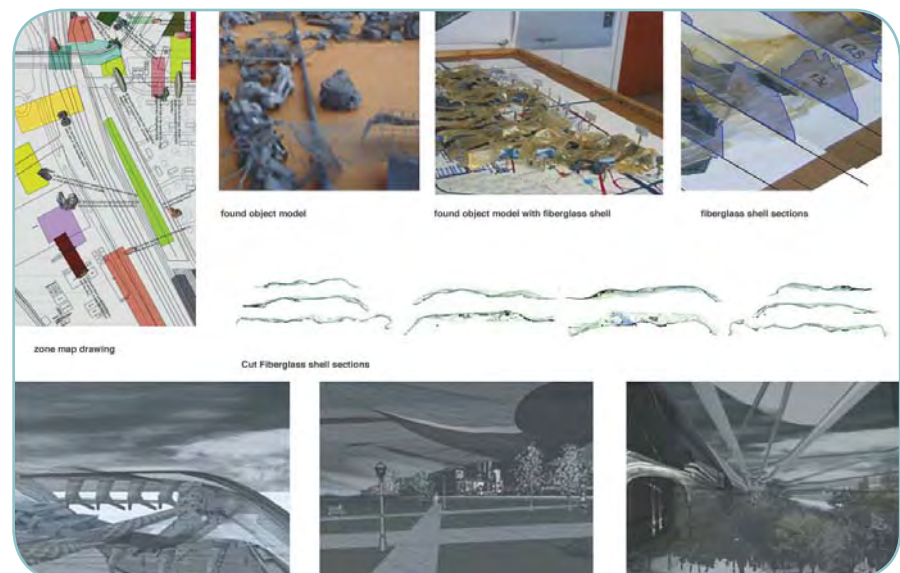 found object model
found object model with fiberglass shell
fiberglass shell sections
zone map drawing
Cut Fiberglass shell sections